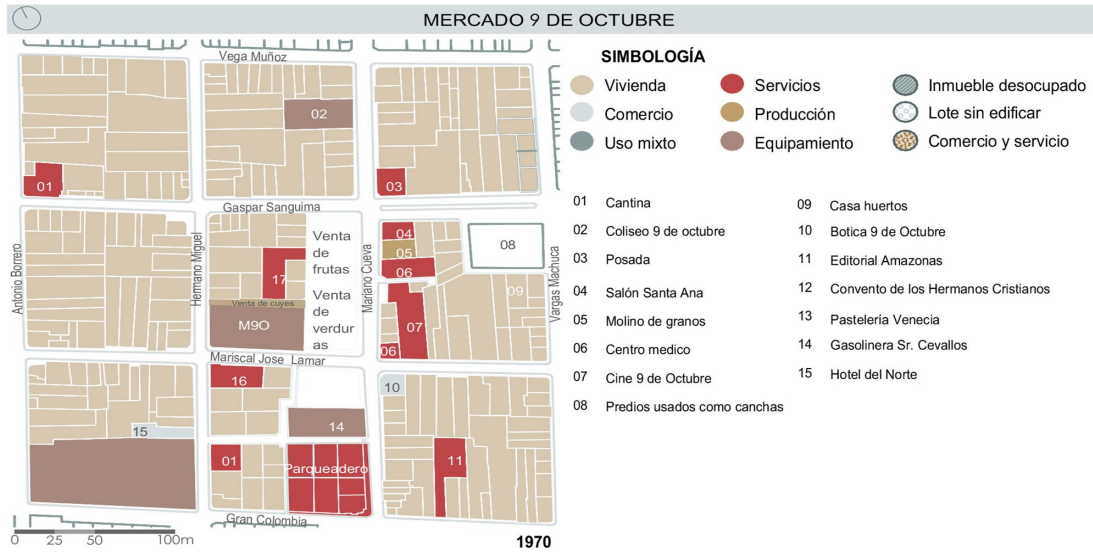 MERCADO 9 DE OCTUBRE
Vega Muñoz
02
01
03
Gaspar Sanguima
Antonio Borrero
Hermano Miguel
Mariano Cueva
Vargas Machuca
Venta
de
frutas
17
Venta de cuyes
Venta
de
verdur
as
M9O
04
05
06
08
09
07
06
Mariscal Jose Lamar
16
10
15
14
01
Parqueadero
11
Gran Colombia
0 25 50 100m
1970
SIMBOLOGÍA
Vivienda
Comercio
Uso mixto
Servicios
Producción
Equipamiento
Inmueble desocupado
Lote sin edificar
Comercio y servicio
01 Cantina
02 Coliseo 9 de octubre
03 Posada
04 Salón Santa Ana
05 Molino de granos
06 Centro medico
07 Cine 9 de Octubre
08 Predios usados como canchas
09 Casa huertos
10 Botica 9 de Octubre
11 Editorial Amazonas
12 Convento de los Hermanos Cristianos
13 Pastelería Venecia
14 Gasolinera Sr. Cevallos
15 Hotel del Norte